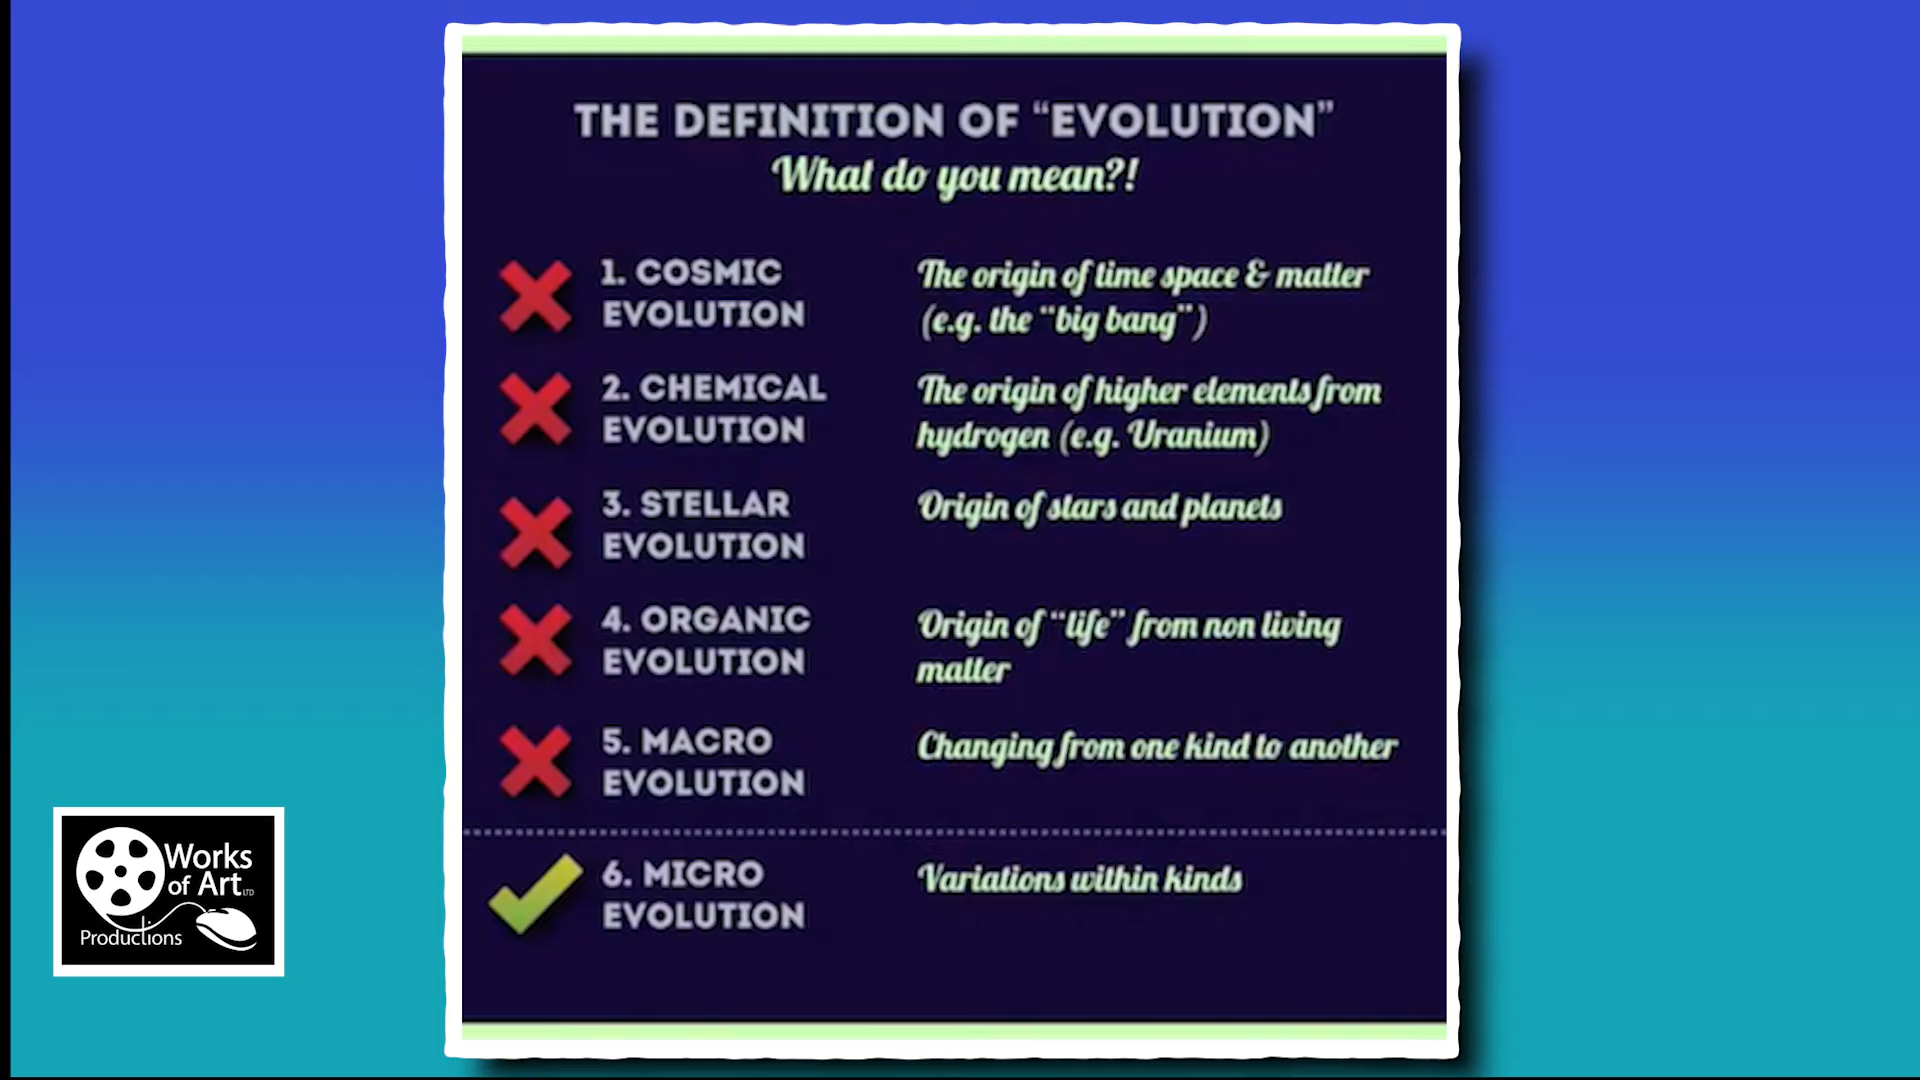 THE DEFINITION OF “EVOLUTION”
What do you mean?!
1. COSMIC
EVOLUTION
The origin of time space & matter
(e.g. the “big bang”)
2. CHEMICAL
EVOLUTION
The origin of higher elements from
hydrogen (e.g. Uranium)
3. STELLAR
EVOLUTION
Origin of stars and planets
4. ORGANIC
EVOLUTION
Origin of “life” from non living
matter
5. MACRO
EVOLUTION
Changing from one kind to another
6. MICRO
EVOLUTION
Variations within kinds
Works
of Art LTD
Productions